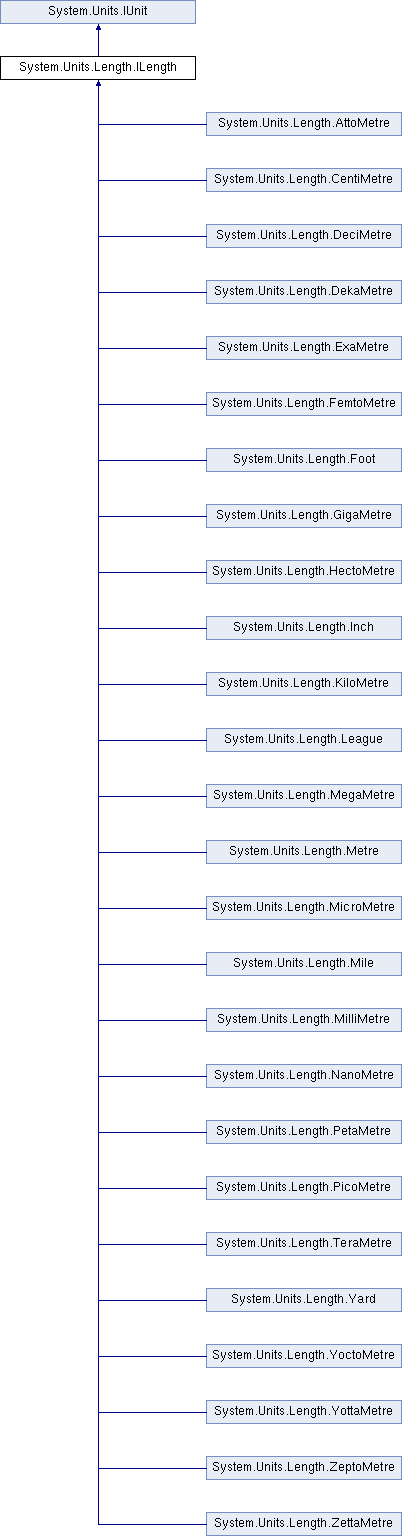 System.Units.IUnit
System.Units.Length.ILength
System.Units.Length.AttoMetre
System.Units.Length.CentiMetre
System.Units.Length.DeciMetre
System.Units.Length.DekaMetre
System.Units.Length.ExaMetre
System.Units.Length.FemtoMetre
System.Units.Length.Foot
System.Units.Length.GigaMetre
System.Units.Length.HectoMetre
System.Units.Length.Inch
System.Units.Length.KiloMetre
System.Units.Length.League
System.Units.Length.MegaMetre
System.Units.Length.Metre
System.Units.Length.MicroMetre
System.Units.Length.Mile
System.Units.Length.MilliMetre
System.Units.Length.NanoMetre
System.Units.Length.PetaMetre
System.Units.Length.PicoMetre
System.Units.Length.TeraMetre
System.Units.Length.Yard
System.Units.Length.YoctoMetre
System.Units.Length.YottaMetre
System.Units.Length.ZeptoMetre
System.Units.Length.ZettaMetre